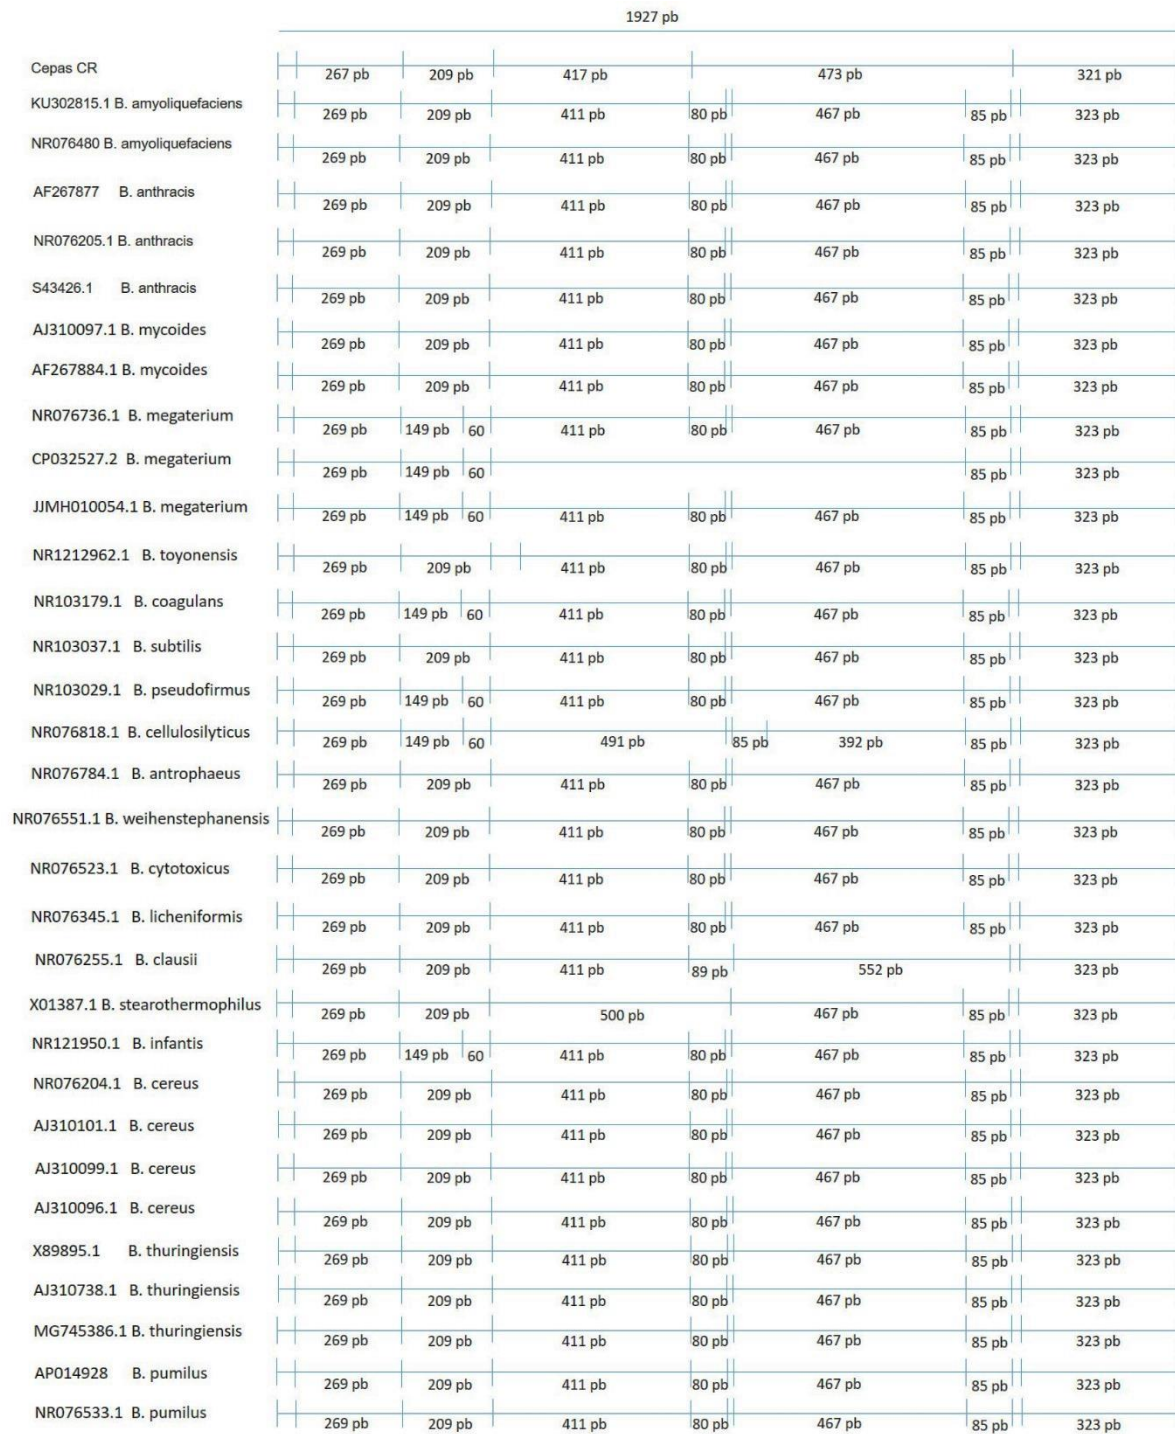 1927 pb
Cepas CR 267 pb 209 pb 417 pb 473 pb 321 pb
KU302815.1 B. amyoliquefaciens 269 pb 209 pb 411 pb 80 pb 467 pb 85 pb 323 pb
NR076480 B. amyoliquefaciens 269 pb 209 pb 411 pb 80 pb 467 pb 85 pb 323 pb
AF267877 B. anthracis 269 pb 209 pb 411 pb 80 pb 467 pb 85 pb 323 pb
NR076205.1 B. anthracis 269 pb 209 pb 411 pb 80 pb 467 pb 85 pb 323 pb
S43426.1 B. anthracis 269 pb 209 pb 411 pb 80 pb 467 pb 85 pb 323 pb
AJ310097.1 B. mycoides 269 pb 209 pb 411 pb 80 pb 467 pb 85 pb 323 pb
AF267884.1 B. mycoides 269 pb 209 pb 411 pb 80 pb 467 pb 85 pb 323 pb
NR076736.1 B. megaterium 269 pb 149 pb 60 411 pb 80 pb 467 pb 85 pb 323 pb
CP032527.2 B. megaterium 269 pb 149 pb 60 85 pb 323 pb
JJMH010054.1 B. megaterium 269 pb 149 pb 60 411 pb 80 pb 467 pb 85 pb 323 pb
NR1212962.1 B. toyonensis 269 pb 209 pb 411 pb 80 pb 467 pb 85 pb 323 pb
NR103179.1 B. coagulans 269 pb 149 pb 60 411 pb 80 pb 467 pb 85 pb 323 pb
NR103037.1 B. subtilis 269 pb 209 pb 411 pb 80 pb 467 pb 85 pb 323 pb
NR103029.1 B. pseudofirmus 269 pb 149 pb 60 411 pb 80 pb 467 pb 85 pb 323 pb
NR076818.1 B. cellulosilyticus 269 pb 149 pb 60 491 pb 85 pb 392 pb 85 pb 323 pb
NR076784.1 B. antrophaeus 269 pb 209 pb 411 pb 80 pb 467 pb 85 pb 323 pb
NR076551.1 B. weihenstephanensis 269 pb 209 pb 411 pb 80 pb 467 pb 85 pb 323 pb
NR076523.1 B. cytotoxicus 269 pb 209 pb 411 pb 80 pb 467 pb 85 pb 323 pb
NR076345.1 B. licheniformis 269 pb 209 pb 411 pb 80 pb 467 pb 85 pb 323 pb
NR076255.1 B. clausii 269 pb 209 pb 411 pb 89 pb 552 pb 323 pb
X01387.1 B. stearothermophilus 269 pb 209 pb 500 pb 467 pb 85 pb 323 pb
NR121950.1 B. infantis 269 pb 149 pb 60 411 pb 80 pb 467 pb 85 pb 323 pb
NR076204.1 B. cereus 269 pb 209 pb 411 pb 80 pb 467 pb 85 pb 323 pb
AJ310101.1 B. cereus 269 pb 209 pb 411 pb 80 pb 467 pb 85 pb 323 pb
AJ310099.1 B. cereus 269 pb 209 pb 411 pb 80 pb 467 pb 85 pb 323 pb
AJ310096.1 B. cereus 269 pb 209 pb 411 pb 80 pb 467 pb 85 pb 323 pb
X89895.1 B. thuringiensis 269 pb 209 pb 411 pb 80 pb 467 pb 85 pb 323 pb
AJ310738.1 B. thuringiensis 269 pb 209 pb 411 pb 80 pb 467 pb 85 pb 323 pb
MG745386.1 B. thuringiensis 269 pb 209 pb 411 pb 80 pb 467 pb 85 pb 323 pb
AP014928 B. pumilus 269 pb 209 pb 411 pb 80 pb 467 pb 85 pb 323 pb
NR076533.1 B. pumilus 269 pb 209 pb 411 pb 80 pb 467 pb 85 pb 323 pb